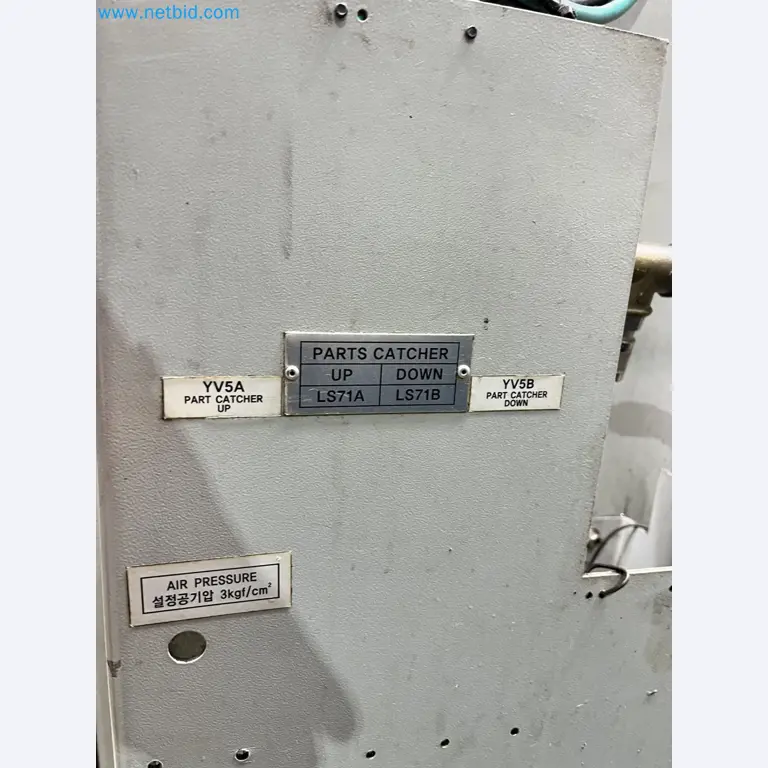 www.netbid.com
PARTS CATCHER
UP DOWN
LS71A LS71B
YV5A
PART CATCHER
UP
YV5B
PART CATCHER
DOWN
AIR PRESSURE
설정공기압 3kgf/cm²